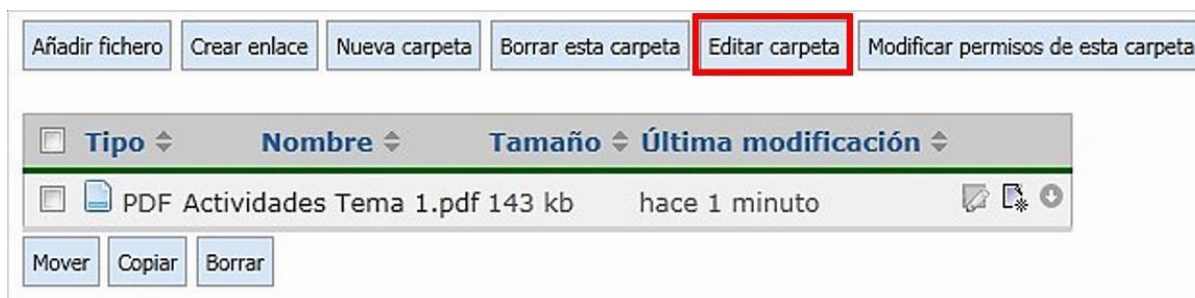 Añadir fichero Crear enlace Nueva carpeta Borrar esta carpeta Editar carpeta Modificar permisos de esta carpeta
Tipo Nombre Tamaño Última modificación
PDF Actividades Tema 1.pdf 143 kb hace 1 minuto
Mover Copiar Borrar